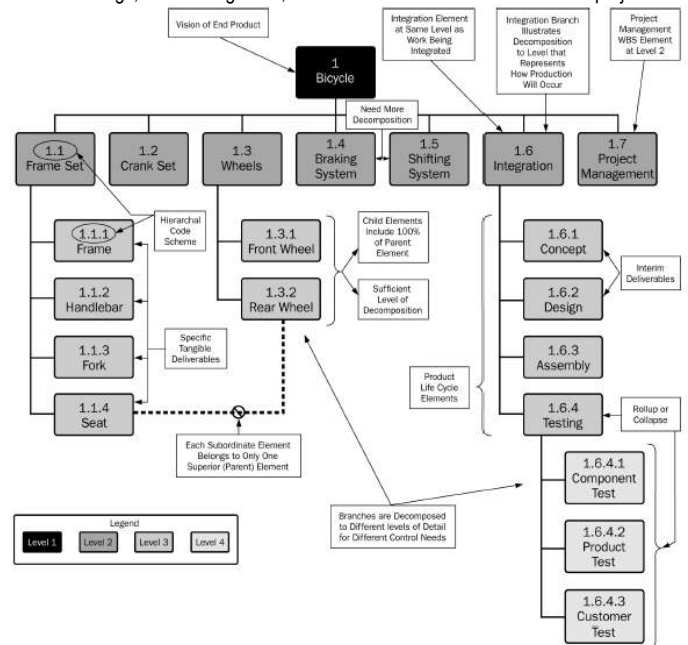 Vision of End Product
Integration Element
at Same Level as
Work Being
Integrated
Integration Branch
Illustrates
Decomposition
to Level that
Represents
How Production
Will Occur
Project
Management
WBS Element
at Level 2
1
Bicycle
Need More
Decomposition
1.1
Frame Set
1.2
Crank Set
1.3
Wheels
1.4
Braking
System
1.5
Shifting
System
1.6
Integration
1.7
Project
Management
1.1.1
Frame
Hierarchal
Code
Scheme
1.3.1
Front Wheel
Child Elements
Include 100%
of Parent
Element
1.6.1
Concept
1.1.2
Handlebar
1.3.2
Rear Wheel
Sufficient
Level of
Decomposition
1.6.2
Design
Interim
Deliverables
1.1.3
Fork
Specific
Tangible
Deliverables
1.6.3
Assembly
Product
Life Cycle
Elements
1.1.4
Seat
1.6.4
Testing
Rollup or
Collapse
Each Subordinate Element
Belongs to Only One
Superior (Parent) Element
1.6.4.1
Component
Test
Branches are Decomposed
to Different levels of Detail
for Different Control Needs
1.6.4.2
Product
Test
Legend
Level 1
Level 2
Level 3
Level 4
1.6.4.3
Customer
Test